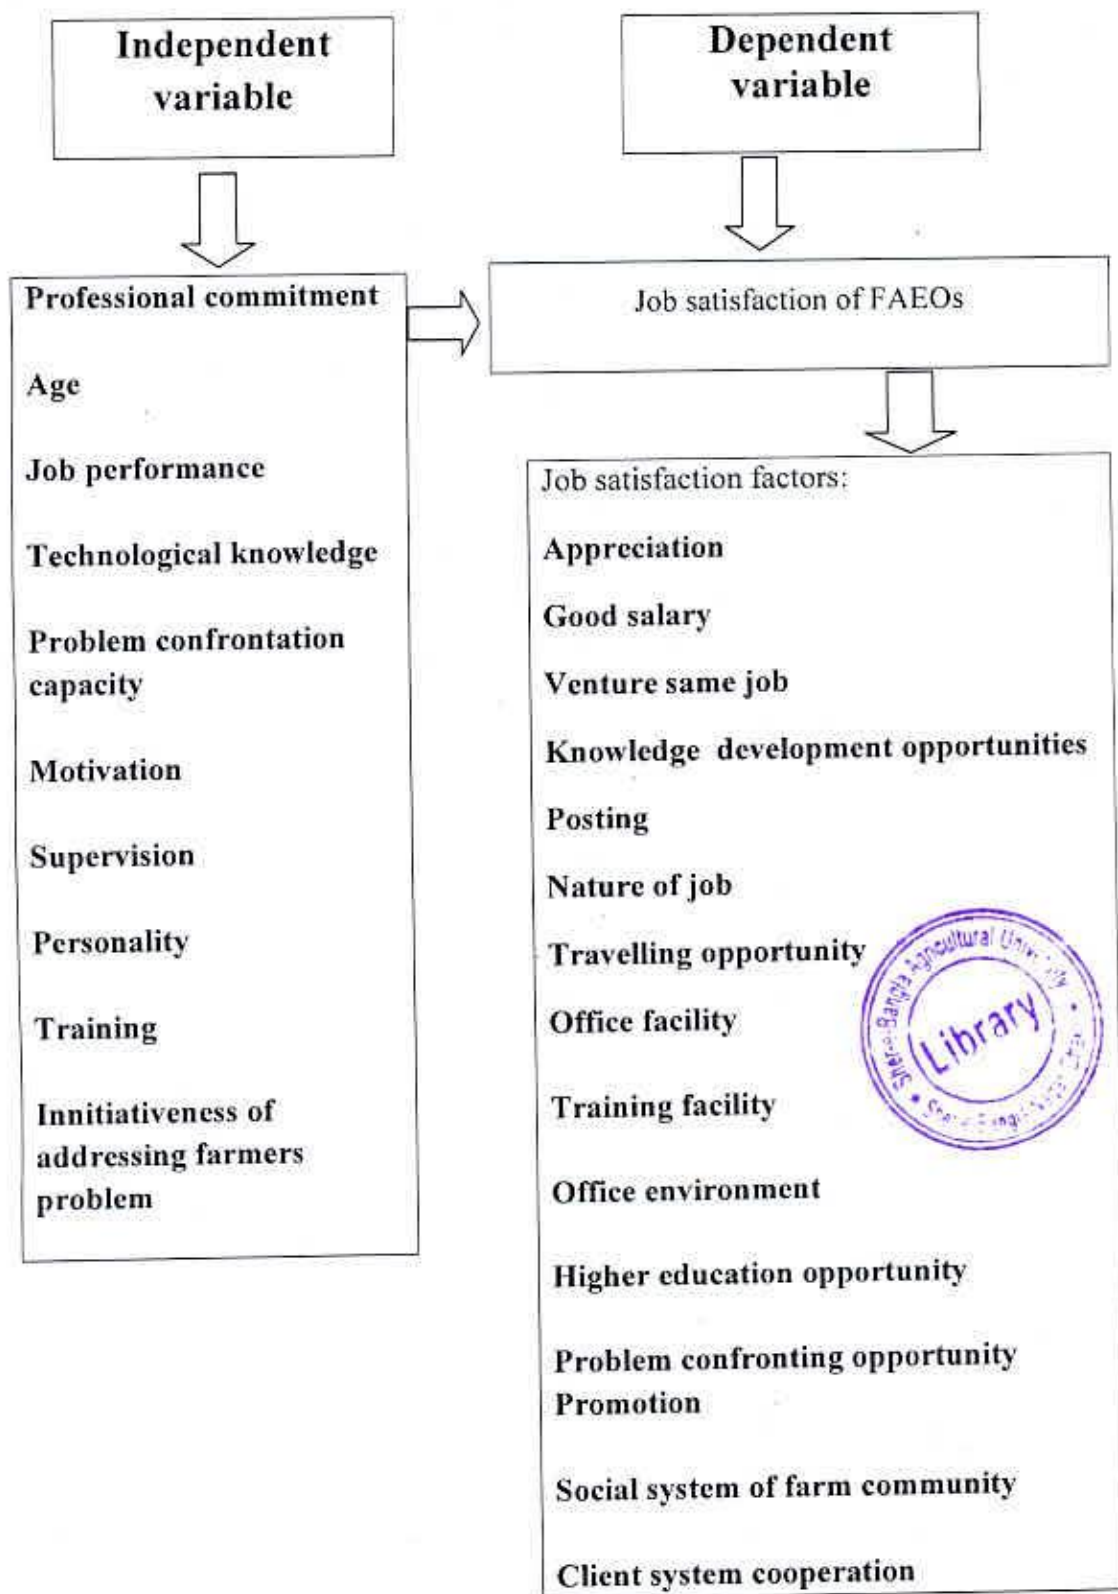 Independent
variable
Dependent
variable
Professional commitment
Age
Job performance
Technological knowledge
Problem confrontation
capacity
Motivation
Supervision
Personality
Training
Innitiativeness of
addressing farmers
problem
Job satisfaction of FAEOs
Job satisfaction factors:
Appreciation
Good salary
Venture same job
Knowledge development opportunities
Posting
Nature of job
Travelling opportunity
Office facility
Training facility
Office environment
Higher education opportunity
Problem confronting opportunity
Promotion
Social system of farm community
Client system cooperation
Agricultural
Library